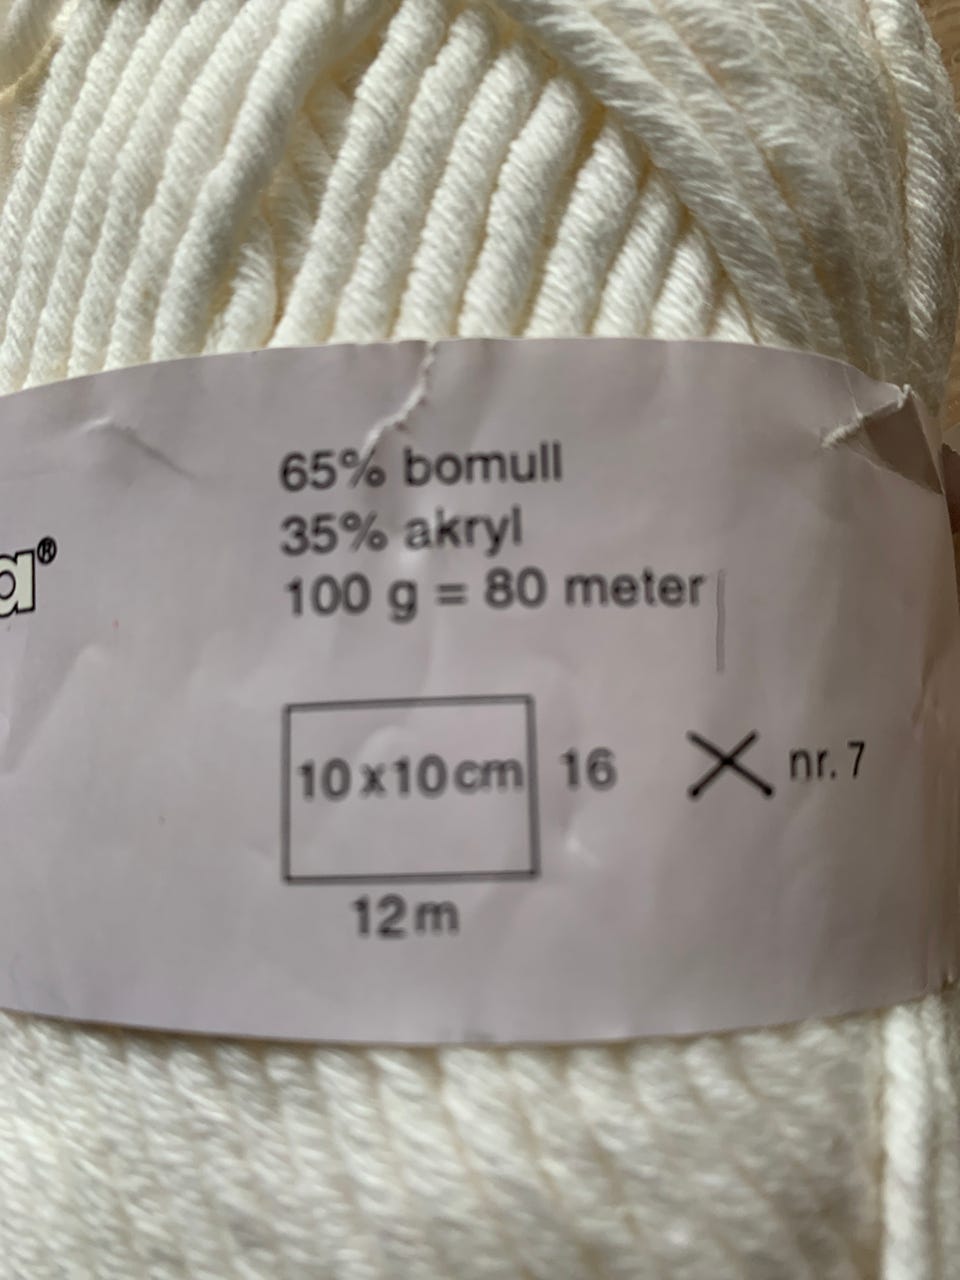 a®
65% bomull
35% akryl
100 g = 80 meter
10 x 10 cm 16 nr. 7
12 m